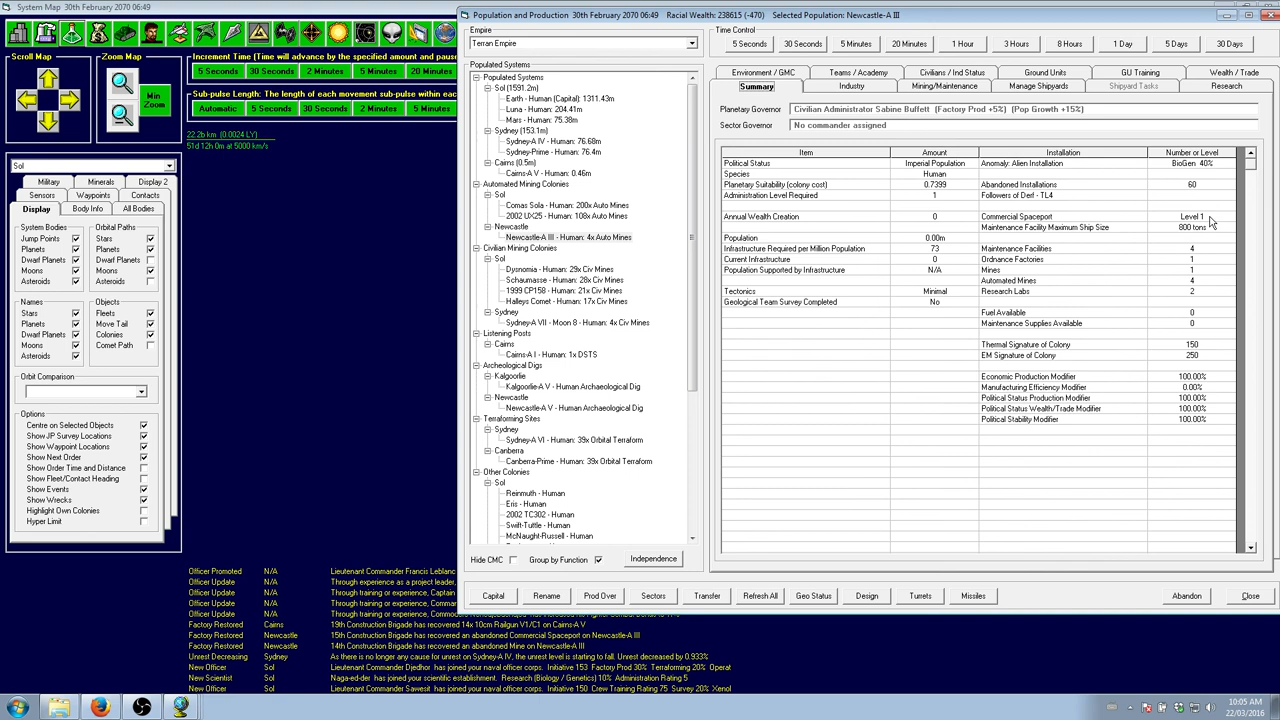 System Map 30th February 2070 06:49
Scroll Map
Zoom Map
Min
Zoom
Increment Time (Time will advance by the specified amount and pause
5 Seconds 30 Seconds 2 Minutes 5 Minutes 20 Minutes
Sub-pulse Length: The length of each movement sub-pulse within each
Automatic 5 Seconds 30 Seconds 2 Minutes 5 Minutes
22.2b km (0.0024 LY)
51d 12h 0m at 5000 km/s
Sol
Military Minerals Display 2
Sensors Waypoints Contacts
Display Body Info All Bodies
System Bodies Orbital Paths
Jump Points Stars
Planets Planets
Dwarf Planets Dwarf Planets
Moons Moons
Asteroids Asteroids
Names Objects
Stars Fleets
Planets Move Tail
Dwarf Planets Colonies
Moons Comet Path
Asteroids
Orbit Comparison
Options
Centre on Selected Objects
Show JP Survey Locations
Show Waypoint Locations
Show Next Order
Show Order Time and Distance
Show Fleet/Contact Heading
Show Events
Show Wrecks
Highlight Own Colonies
Hyper Limit
Officer Promoted N/A Lieutenant Commander Francis Leblanc
Officer Update N/A Through experience as a project leader,
Officer Update N/A Through training or experience, Captain
Officer Update N/A Through training or experience, Comma
Factory Restored Cairns 19th Construction Brigade has recovered 14x 10cm Railgun V1/C1 on Cairns-A V
Factory Restored Newcastle 15th Construction Brigade has recovered an abandoned Commercial Spaceport on Newcastle-A III
Factory Restored Newcastle 14th Construction Brigade has recovered an abandoned Mine on Newcastle-A III
Unrest Decreasing Sydney As there is no longer any cause for unrest on Sydney-A IV, the unrest level is starting to fall. Unrest decreased by 0.933%
New Officer Sol Lieutenant Commander Djedhor has joined your naval officer corps. Initiative 153 Factory Prod 30% Terraforming 20% Operat
New Scientist Sol Naga-ed-der has joined your scientific establishment. Research (Biology / Genetics) 10% Administration Rating 5
New Officer Sol Lieutenant Commander Sawesit has joined your naval officer corps. Initiative 150 Crew Training Rating 75 Survey 20% Xenol
Population and Production 30th February 2070 06:49 Racial Wealth: 238615 (-470) Selected Population: Newcastle-A III
Empire
Terran Empire
Time Control
5 Seconds 30 Seconds 5 Minutes 20 Minutes 1 Hour 3 Hours 8 Hours 1 Day 5 Days 30 Days
Populated Systems
Populated Systems
Sol (1591.2m)
Earth - Human (Capital): 1311.43m
Luna - Human: 204.41m
Mars - Human: 75.38m
Sydney (153.1m)
Sydney-A IV - Human: 76.68m
Sydney-Prime - Human: 76.4m
Cairns (0.5m)
Cairns-A V - Human: 0.46m
Automated Mining Colonies
Sol
Comas Sola - Human: 200x Auto Mines
2002 UX25 - Human: 108x Auto Mines
Newcastle
Newcastle-A III - Human: 4x Auto Mines
Civilian Mining Colonies
Sol
Dysnomia - Human: 29x Civ Mines
Schaumasse - Human: 28x Civ Mines
1999 CP158 - Human: 21x Civ Mines
Halleys Comet - Human: 17x Civ Mines
Sydney
Sydney-A VII - Moon 8 - Human: 4x Civ Mines
Listening Posts
Cairns
Cairns-A I - Human: 1x DSTS
Archeological Digs
Kalgoorlie
Kalgoorlie-A V - Human Archaeological Dig
Newcastle
Newcastle-A V - Human Archaeological Dig
Terraforming Sites
Sydney
Sydney-A VI - Human: 39x Orbital Terraform
Canberra
Canberra-Prime - Human: 39x Orbital Terraform
Other Colonies
Sol
Reinmuth - Human
Eris - Human
2002 TC302 - Human
Swift-Tuttle - Human
McNaught-Russell - Human
Hide CMC Group by Function Independence
Environment / GMC Teams / Academy Civilians / Ind Status Ground Units GU Training Wealth / Trade
Summary Industry Mining/Maintenance Manage Shipyards Shipyard Tasks Research
Planetary Governor Civilian Administrator Sabine Buffett (Factory Prod +5%) (Pop Growth +15%)
Sector Governor No commander assigned
Item Amount Installation Number or Level
Political Status Imperial Population Anomaly: Alien Installation BioGen 40%
Species Human
Planetary Suitability (colony cost) 0.7399 Abandoned Installations 60
Administration Level Required 1 Followers of Derf - TL4
Annual Wealth Creation 0 Commercial Spaceport Level 1
Maintenance Facility Maximum Ship Size 800 tons
Population 0.00m
Infrastructure Required per Million Population 73 Maintenance Facilities 4
Current Infrastructure 0 Ordnance Factories 1
Population Supported by Infrastructure N/A Mines 1
Automated Mines 4
Tectonics Minimal Research Labs 2
Geological Team Survey Completed No
Fuel Available 0
Maintenance Supplies Available 0
Thermal Signature of Colony 150
EM Signature of Colony 250
Economic Production Modifier 100.00%
Manufacturing Efficiency Modifier 0.00%
Political Status Production Modifier 100.00%
Political Status Wealth/Trade Modifier 100.00%
Political Stability Modifier 100.00%
Capital Rename Prod Over Sectors Transfer Refresh All Geo Status Design Turrets Missiles Abandon Close
10:05 AM
22/03/2016